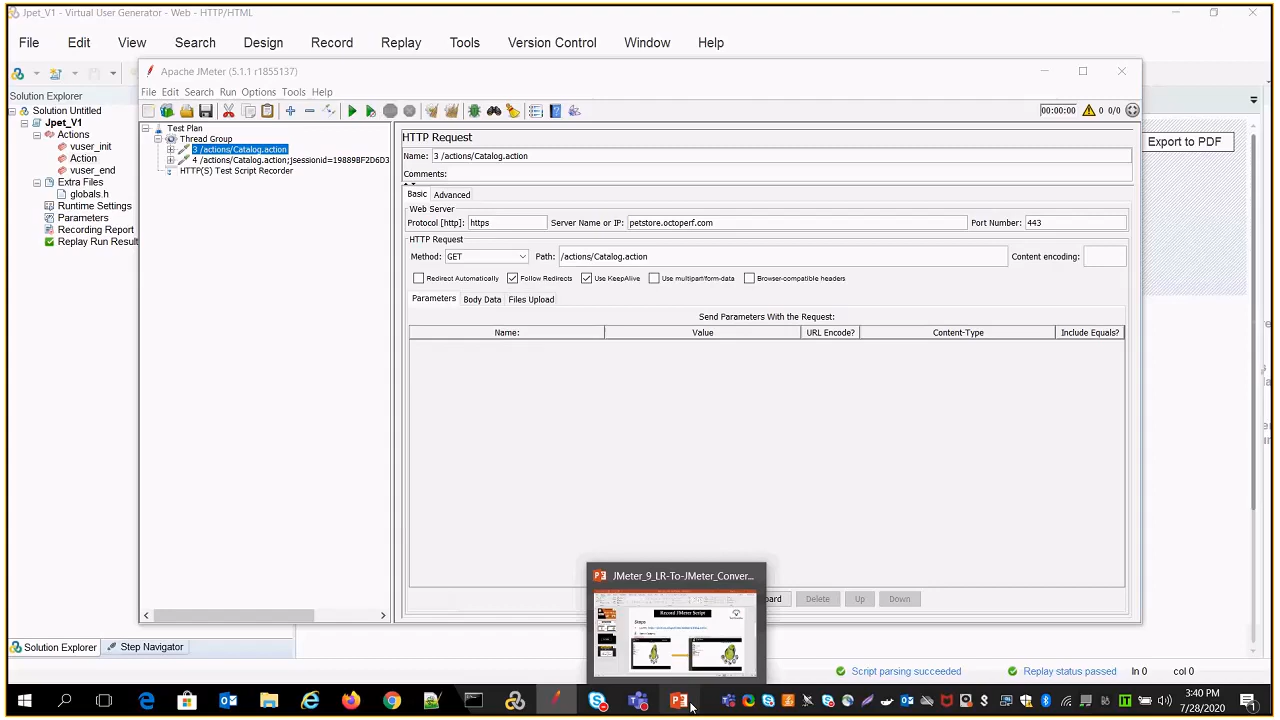 Jpet_V1 - Virtual User Generator - Web - HTTP/HTML
File Edit View Search Design Record Replay Tools Version Control Window Help
Solution Explorer
Solution Untitled
Jpet_V1
Actions
vuser_init
Action
vuser_end
Extra Files
globals.h
Runtime Settings
Parameters
Recording Report
Replay Run Result
Export to PDF
Apache JMeter (5.1.1 r1855137)
File Edit Search Run Options Tools Help
00:00:00 0 0/0
Test Plan
Thread Group
3 /actions/Catalog.action
4 /actions/Catalog.action;jsessionid=19889BF2D6D3
HTTP(S) Test Script Recorder
HTTP Request
Name: 3 /actions/Catalog.action
Comments:
Basic Advanced
Web Server
Protocol [http]: https Server Name or IP: petstore.octoperf.com Port Number: 443
HTTP Request
Method: GET Path: /actions/Catalog.action Content encoding:
Redirect Automatically Follow Redirects Use KeepAlive Use multipart/form-data Browser-compatible headers
Parameters Body Data Files Upload
Send Parameters With the Request:
Name: Value URL Encode? Content-Type Include Equals?
JMeter_9_LR-To-JMeter_Conver...
Record JMeter Script
Steps
oard Delete Up Down
Solution Explorer Step Navigator
Script parsing succeeded Replay status passed ln 0 col 0
3:40 PM
7/28/2020